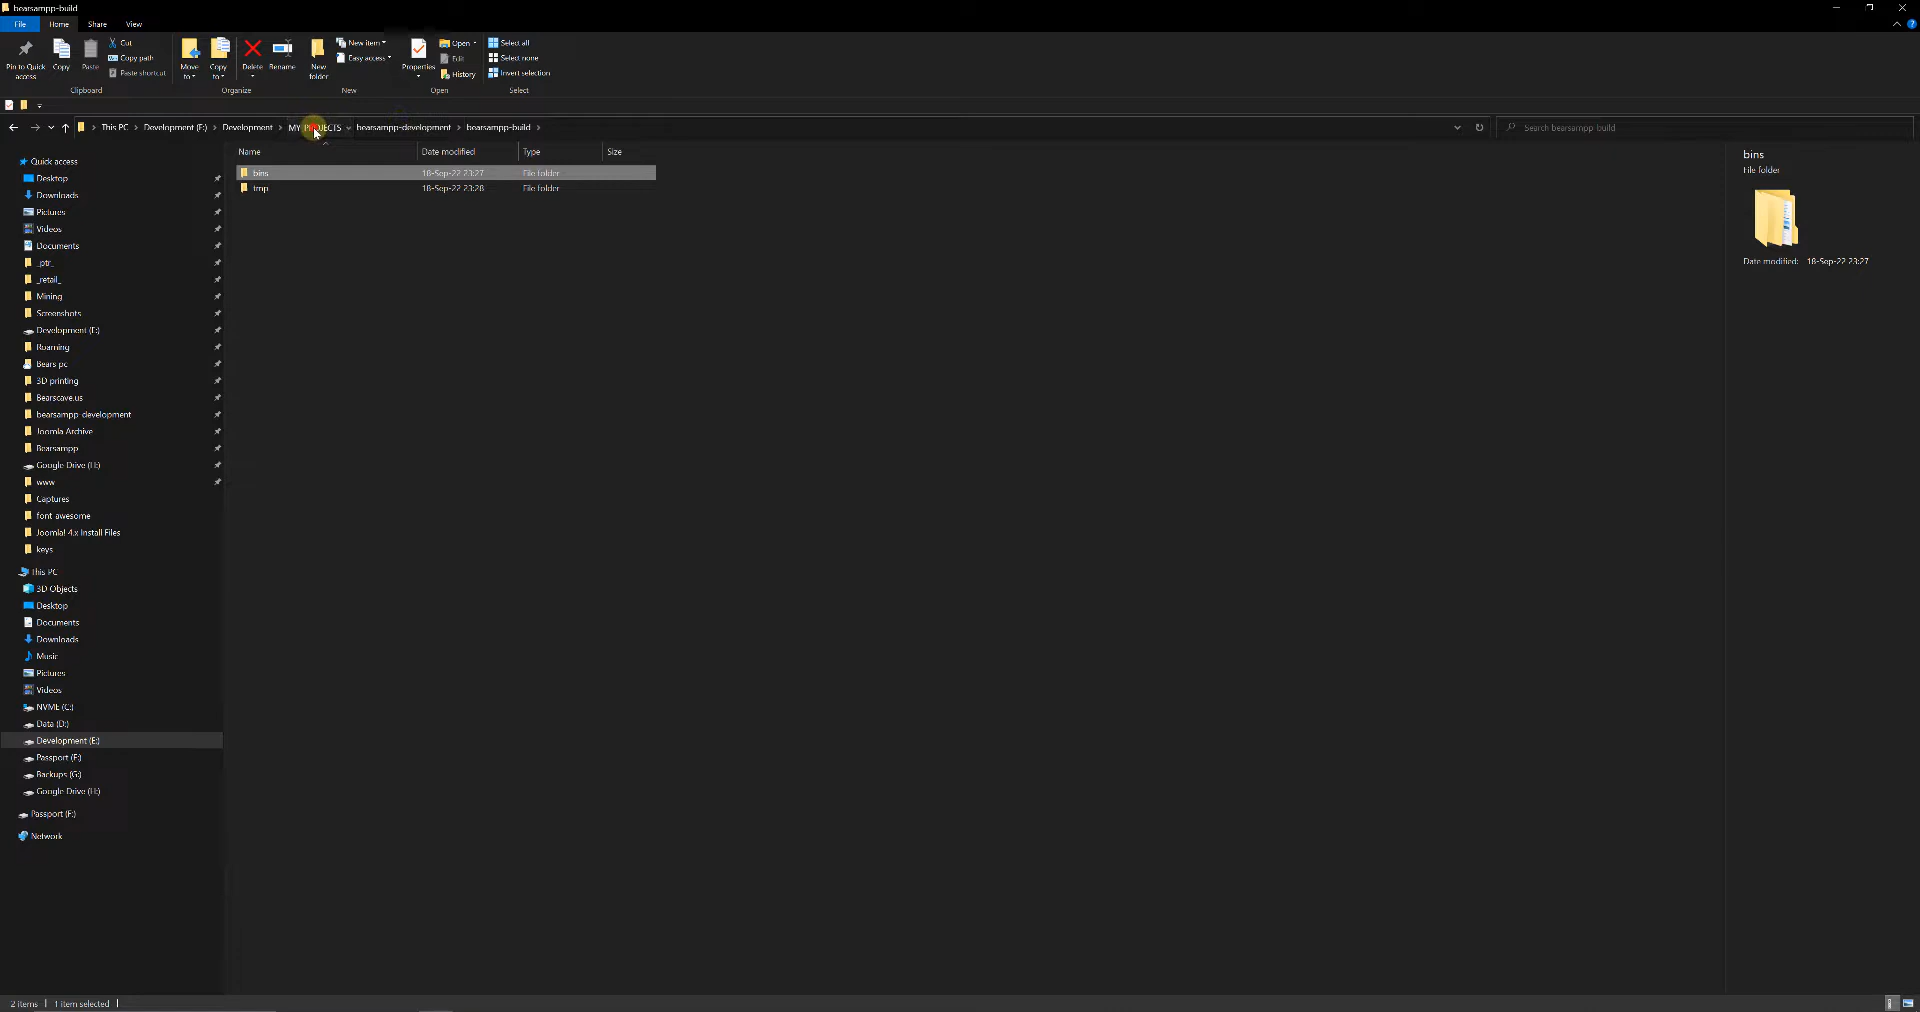 bearsampp-build
File
Home
Share
View
Pin to Quick access
Copy
Paste
Cut
Copy path
Paste shortcut
Clipboard
Move to
Copy to
Delete
Rename
Organize
New folder
New item
Easy access
New
Properties
Open
Edit
History
Open
Select all
Select none
Invert selection
Select
This PC
Development (E:)
Development
MY PROJECTS
bearsampp-development
bearsampp-build
Search bearsampp-build
Name
Date modified
Type
Size
bins
18-Sep-22 23:27
File folder
tmp
18-Sep-22 23:28
File folder
bins
File folder
Date modified: 18-Sep-22 23:27
Quick access
Desktop
Downloads
Pictures
Videos
Documents
_ptr_
_retail_
Mining
Screenshots
Development (E:)
Roaming
Bears pc
3D printing
Bearscave.us
bearsampp-development
Joomla Archive
Bearsampp
Google Drive (H:)
www
Captures
font-awesome
Joomla! 4.x Install Files
keys
This PC
3D Objects
Desktop
Documents
Downloads
Music
Pictures
Videos
NVME (C:)
Data (D:)
Development (E:)
Passport (F:)
Backups (G:)
Google Drive (H:)
Passport (F:)
Network
2 items
1 item selected